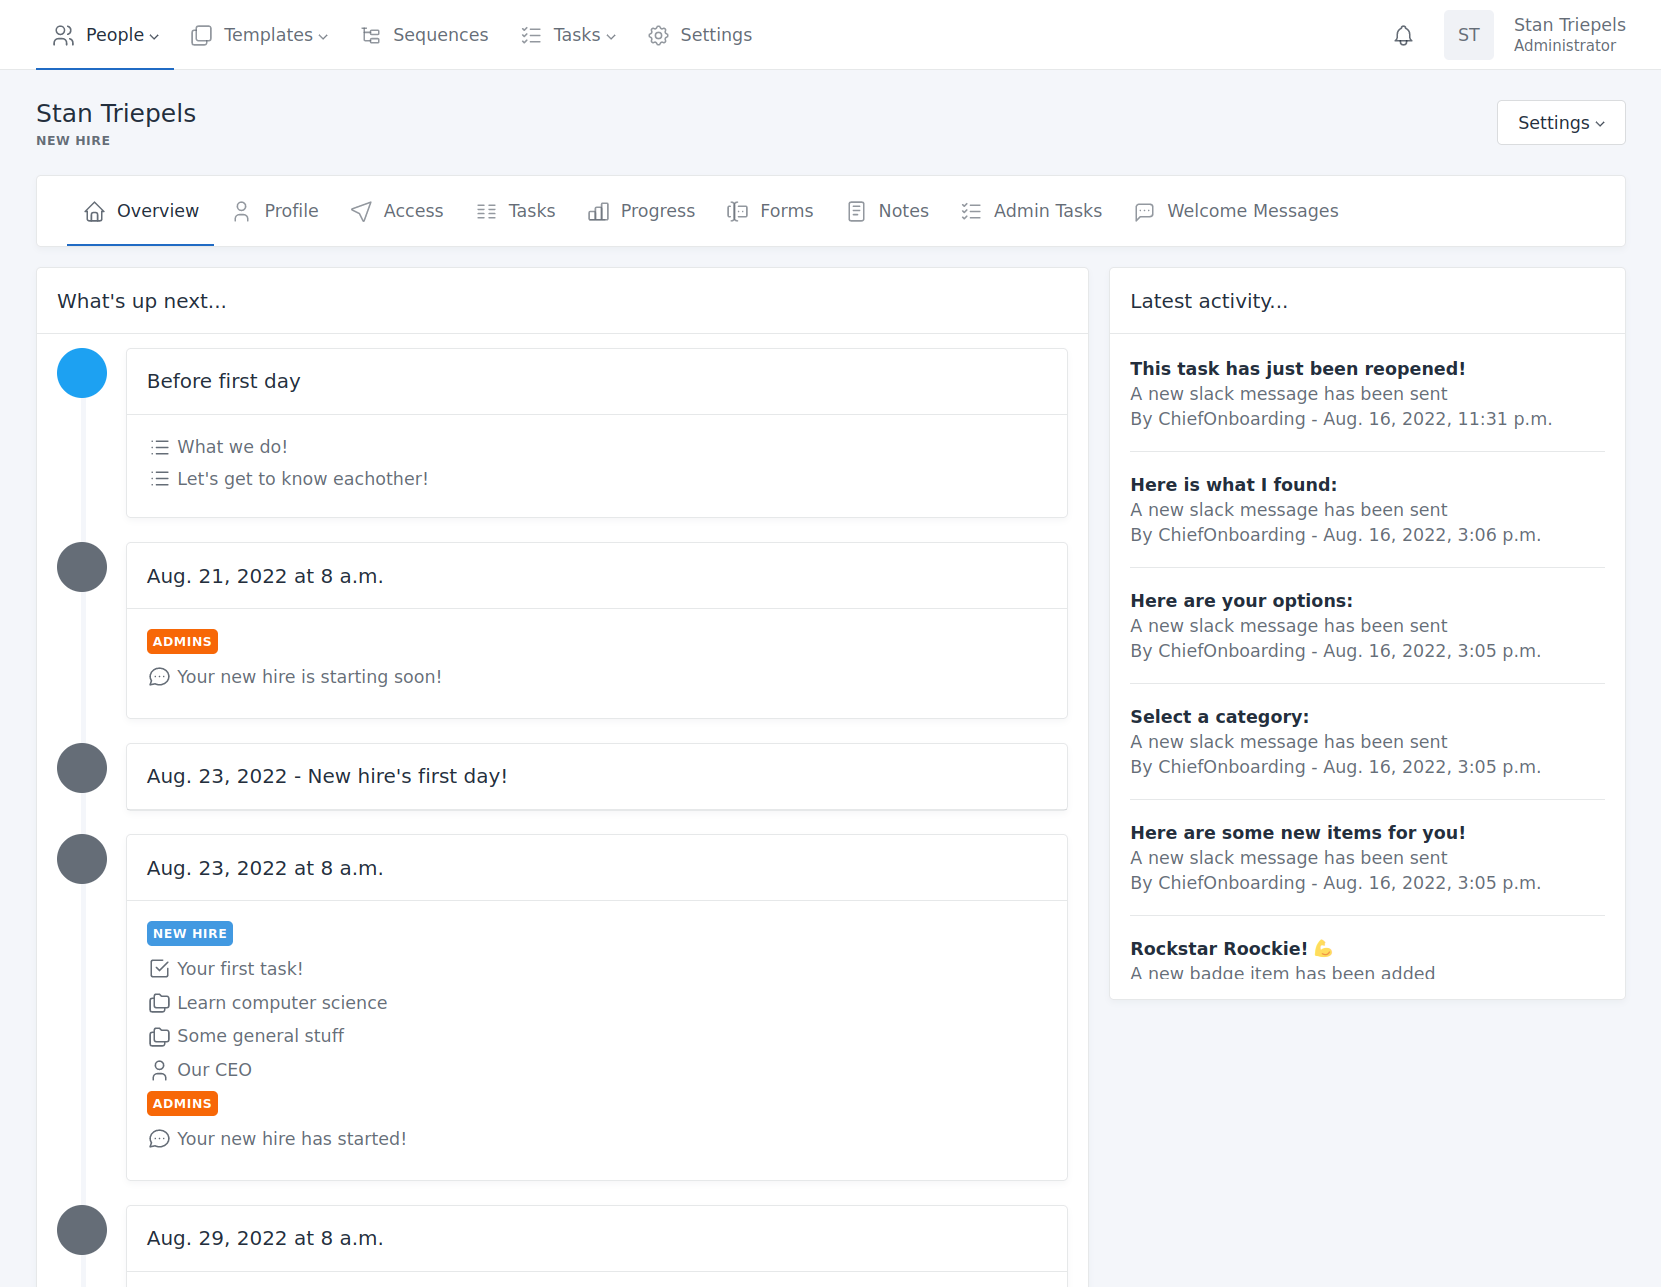 People Templates Sequences Tasks Settings
ST Stan Triepels
Administrator
Stan Triepels
NEW HIRE
Settings
Overview Profile Access Tasks Progress Forms Notes Admin Tasks Welcome Messages
What's up next...
Before first day
What we do!
Let's get to know eachother!
Aug. 21, 2022 at 8 a.m.
ADMINS
Your new hire is starting soon!
Aug. 23, 2022 - New hire's first day!
Aug. 23, 2022 at 8 a.m.
NEW HIRE
Your first task!
Learn computer science
Some general stuff
Our CEO
ADMINS
Your new hire has started!
Aug. 29, 2022 at 8 a.m.
Latest activity...
This task has just been reopened!
A new slack message has been sent
By ChiefOnboarding - Aug. 16, 2022, 11:31 p.m.
Here is what I found:
A new slack message has been sent
By ChiefOnboarding - Aug. 16, 2022, 3:06 p.m.
Here are your options:
A new slack message has been sent
By ChiefOnboarding - Aug. 16, 2022, 3:05 p.m.
Select a category:
A new slack message has been sent
By ChiefOnboarding - Aug. 16, 2022, 3:05 p.m.
Here are some new items for you!
A new slack message has been sent
By ChiefOnboarding - Aug. 16, 2022, 3:05 p.m.
Rockstar Roockie! 💪
A new badge item has been added